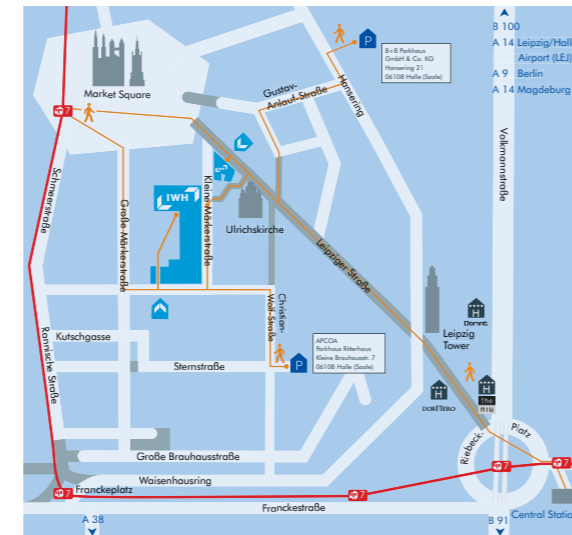 B 100
A 14 Leipzig/Hall
Airport (LEJ)
A 9 Berlin
A 14 Magdeburg
P
B+B Parkhaus
GmbH & Co. KG
Hansering 21
06108 Halle (Saale)
Market Square
Gustav-
Anlauf-Straße
Hansering
7
Volkmannstraße
Schmeerstraße
Große Märkerstraße
IWH
Kleine Märkerstraße
Ulrichskirche
Leipziger Straße
Christian-
Wolf-Straße
Rannische Straße
Kutschgasse
Sternstraße
P
APCOA
Parkhaus Ritterhaus
Kleine Brauhausstr. 7
06108 Halle (Saale)
Leipzig
Tower
H
Dormt
H
DORMERO
H
the
niu
Riebeck-
Platz
Große Brauhausstraße
Waisenhausring
7
Franckeplatz
7
7
7
Franckestraße
A 38
B 91
Central Statio